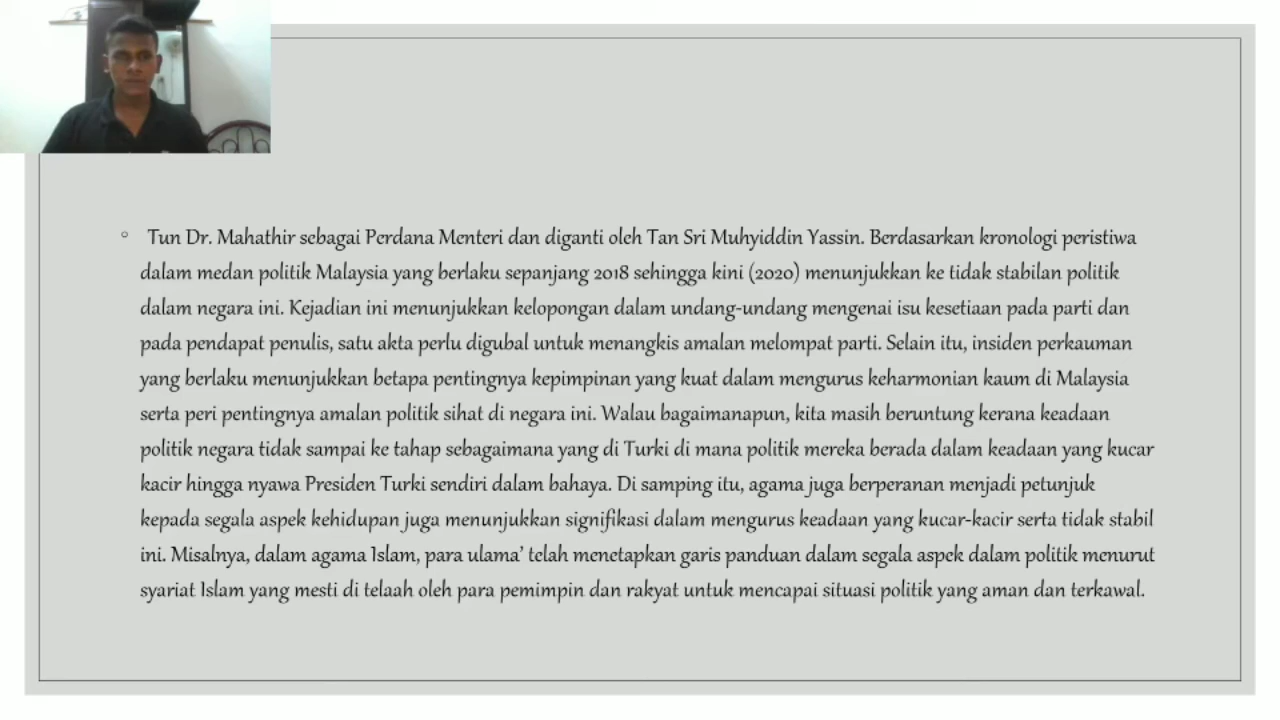 Tun Dr. Mahathir sebagai Perdana Menteri dan diganti oleh Tan Sri Muhyiddin Yassin. Berdasarkan kronologi peristiwa
dalam medan politik Malaysia yang berlaku sepanjang 2018 sehingga kini (2020) menunjukkan ke tidak stabilan politik
dalam negara ini. Kejadian ini menunjukkan kelopongan dalam undang-undang mengenai isu kesetiaan pada parti dan
pada pendapat penulis, satu akta perlu digubal untuk menangkis amalan melompat parti. Selain itu, insiden perkauman
yang berlaku menunjukkan betapa pentingnya kepimpinan yang kuat dalam mengurus keharmonian kaum di Malaysia
serta peri pentingnya amalan politik sihat di negara ini. Walau bagaimanapun, kita masih beruntung kerana keadaan
politik negara tidak sampai ke tahap sebagaimana yang di Turki di mana politik mereka berada dalam keadaan yang kucar
kacir hingga nyawa Presiden Turki sendiri dalam bahaya. Di samping itu, agama juga berperanan menjadi petunjuk
kepada segala aspek kehidupan juga menunjukkan signifikasi dalam mengurus keadaan yang kucar-kacir serta tidak stabil
ini. Misalnya, dalam agama Islam, para ulama’ telah menetapkan garis panduan dalam segala aspek dalam politik menurut
syariat Islam yang mesti di telaah oleh para pemimpin dan rakyat untuk mencapai situasi politik yang aman dan terkawal.